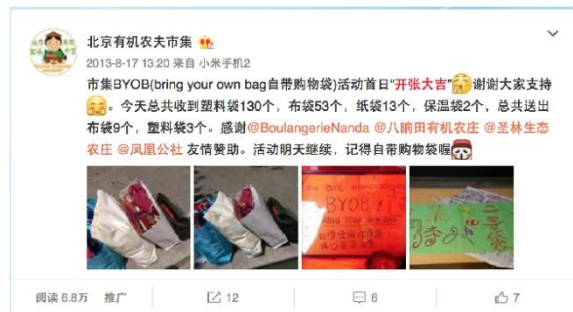 北京有机农夫市集
2013-8-17 13:20 来自 小米手机2
市集BYOB(bring your own bag自带购物袋)活动首日“开张大吉”谢谢大家支持
。今天总共收到塑料袋130个，布袋53个，纸袋13个，保温袋2个，总共送出
布袋9个，塑料袋3个。感谢@BoulangerieNanda @八晌田有机农庄 @圣林生态
农庄 @凤凰公社 友情赞助。活动明天继续，记得自带购物袋喔
BYOB
BRING YOUR OWN BAG
二手袋
阅读 6.8万 推广 12 6 7